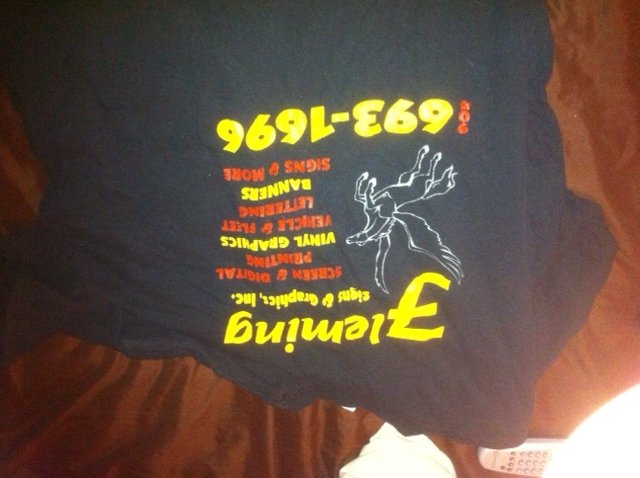 Fleming
Signs & Graphics, Inc.
SCREEN & DIGITAL
PRINTING
VINYL GRAPHICS
VEHICLE & FLEET
LETTERING
BANNERS
SIGNS & MORE
693-1696